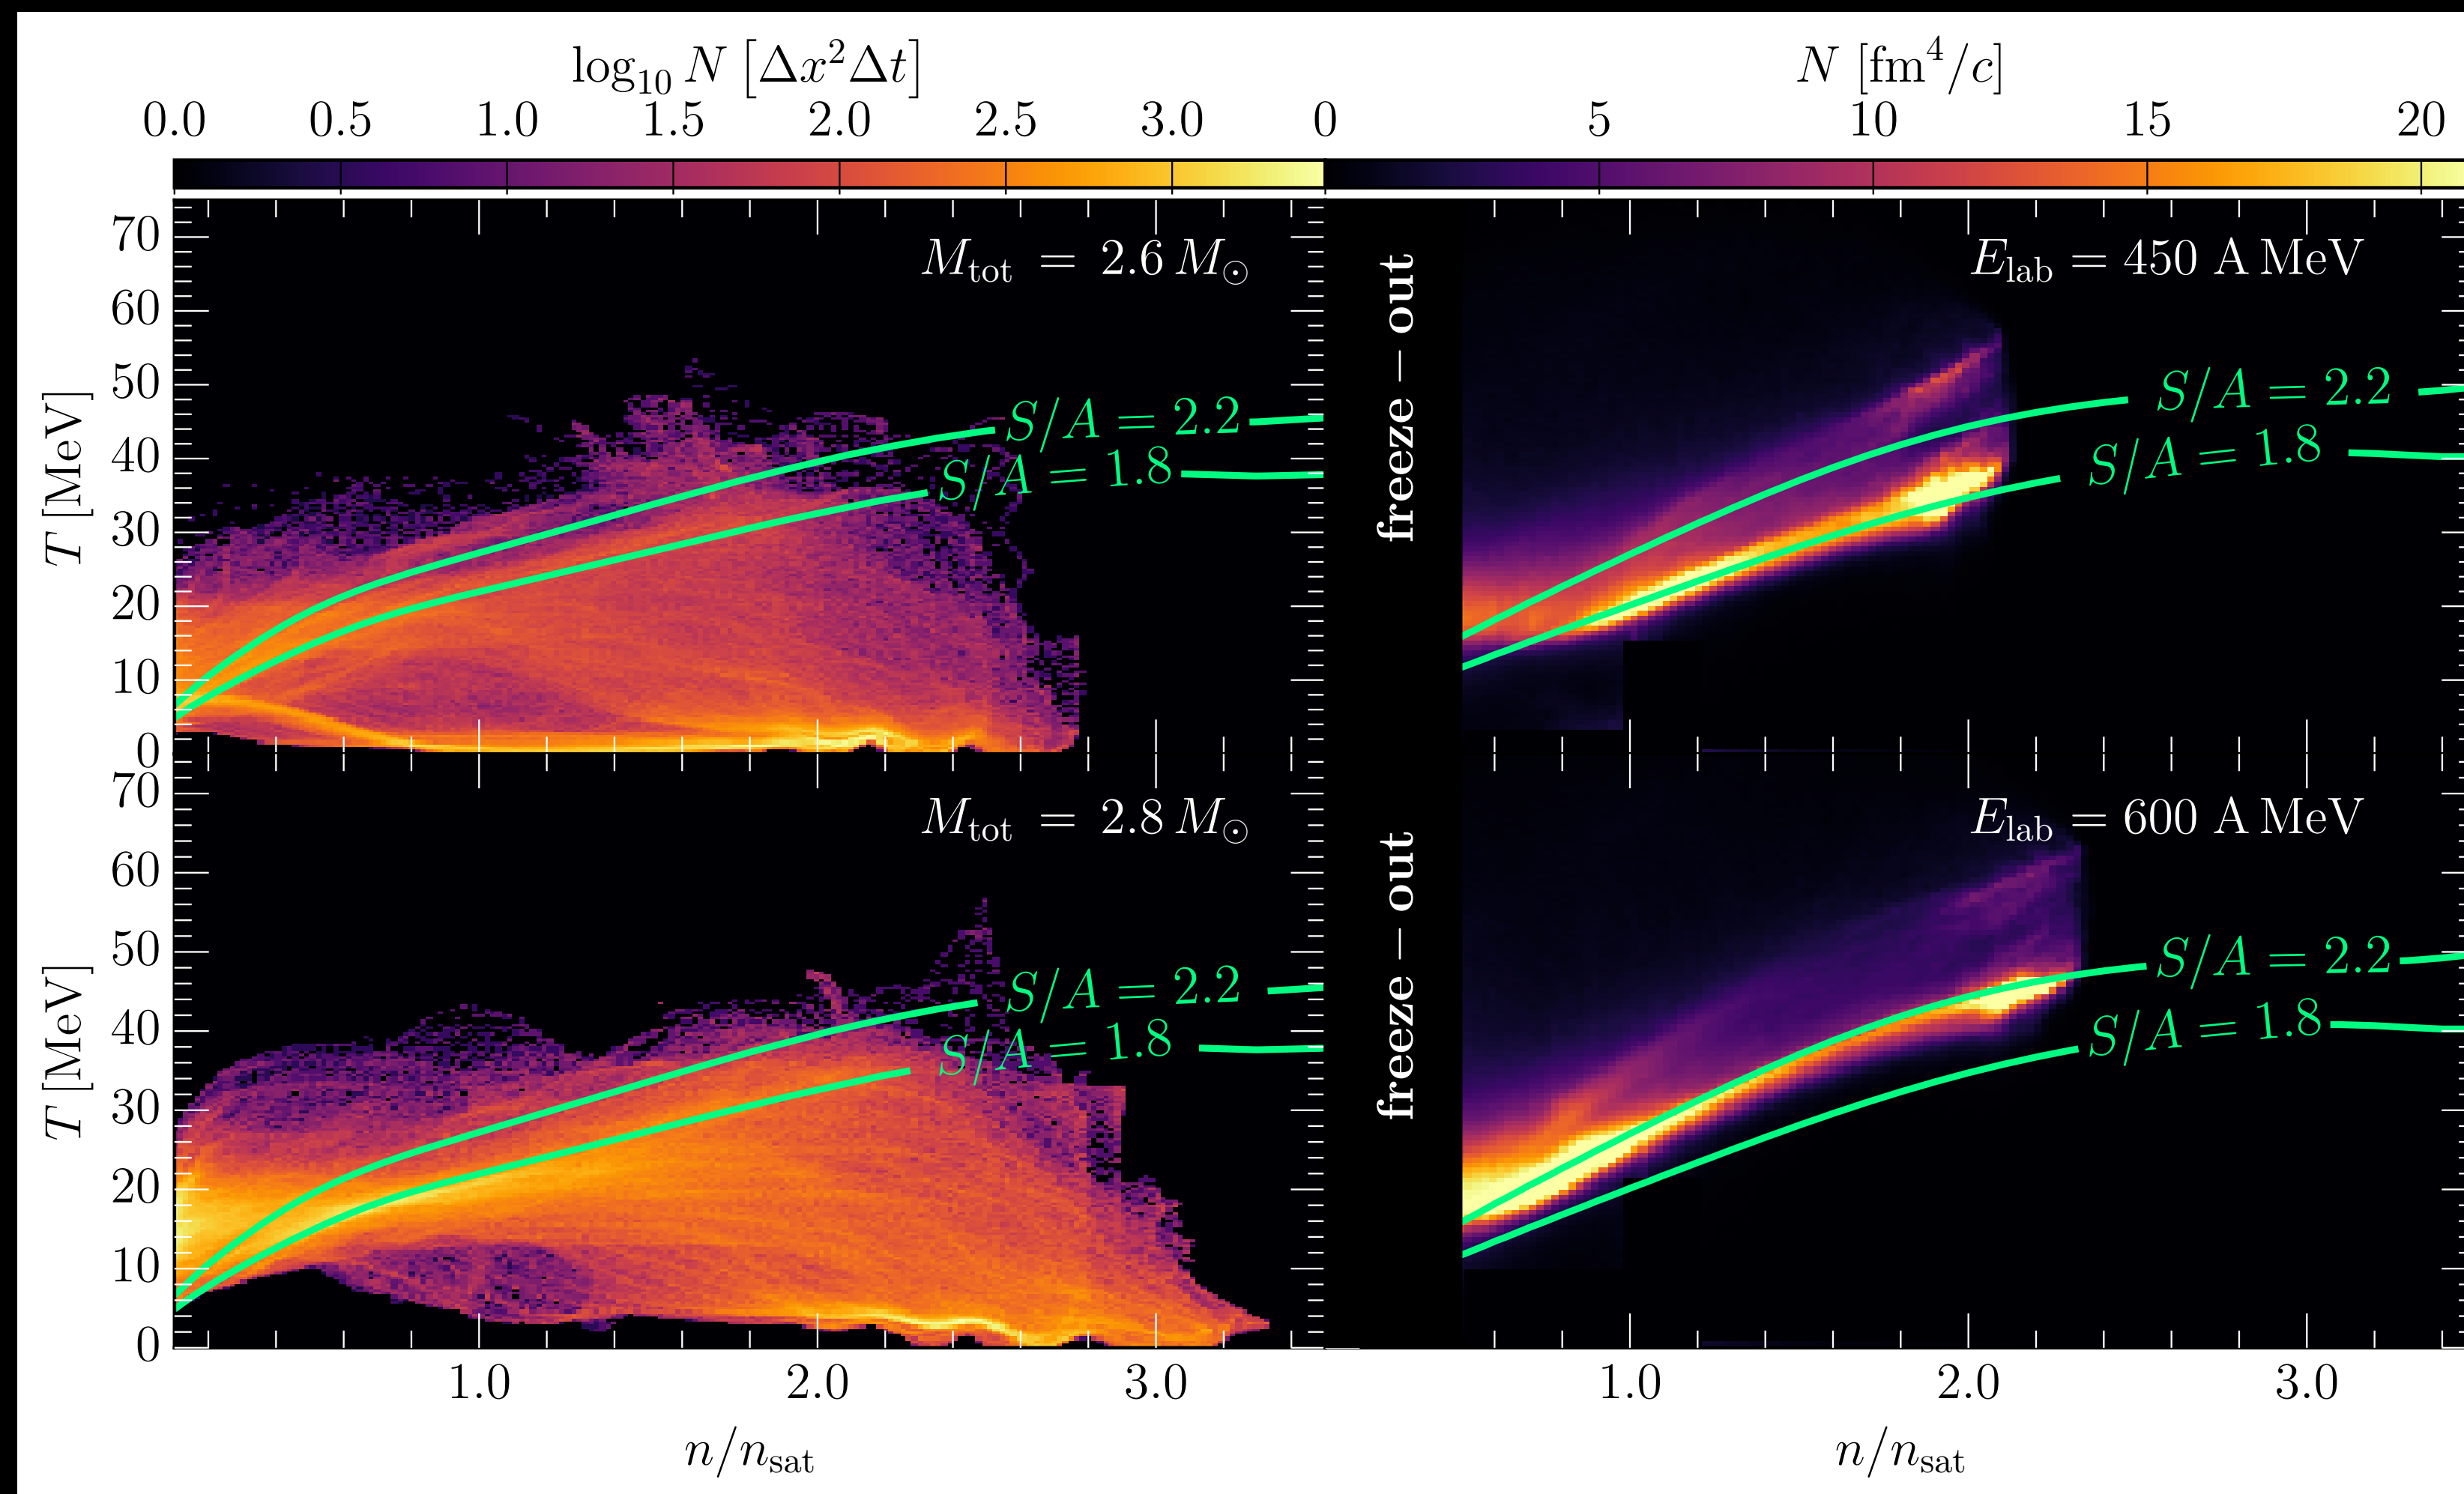 log₁₀ N [Δx²Δt]
N [fm⁴/c]
0.0 0.5 1.0 1.5 2.0 2.5 3.0 0 5 10 15 20
70
60
50
40
30
20
10
0
T [MeV]
M_tot = 2.6 M_⊙
S/A = 2.2
S/A = 1.8
freeze – out
E_lab = 450 A MeV
S/A = 2.2
S/A = 1.8
70
60
50
40
30
20
10
0
T [MeV]
M_tot = 2.8 M_⊙
S/A = 2.2
S/A = 1.8
freeze – out
E_lab = 600 A MeV
S/A = 2.2
S/A = 1.8
1.0 2.0 3.0 1.0 2.0 3.0
n/n_sat
n/n_sat